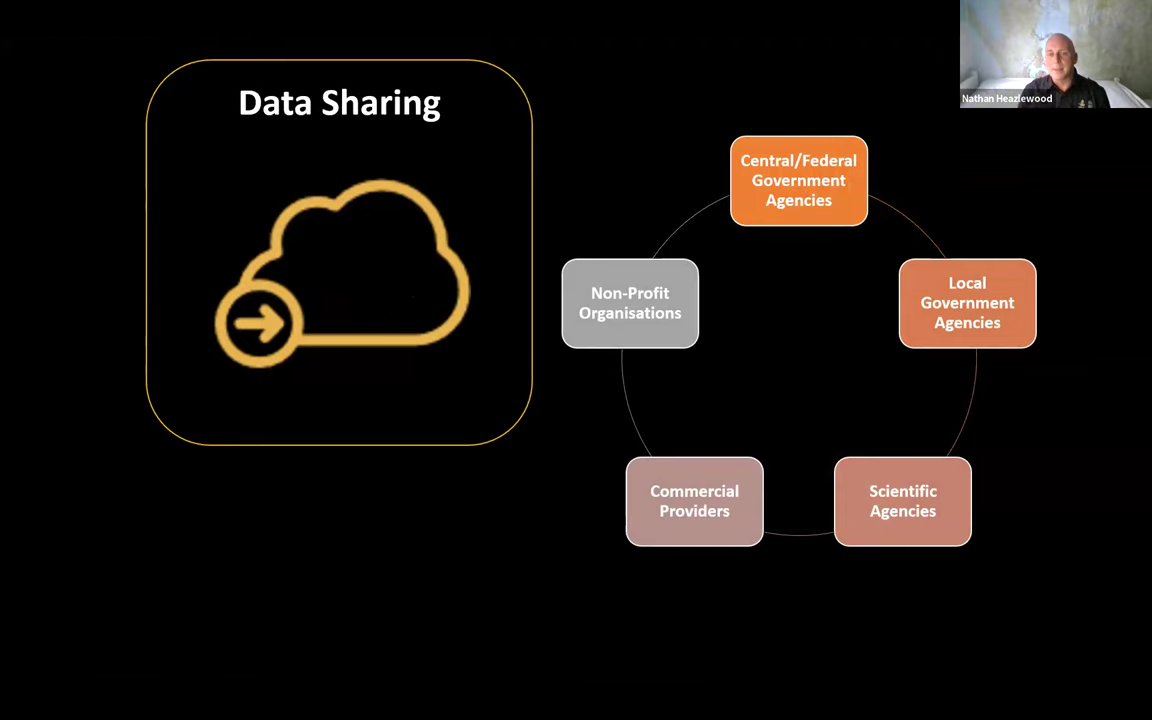 Data Sharing
Nathan Heazlewood
Central/Federal
Government
Agencies
Local
Government
Agencies
Scientific
Agencies
Commercial
Providers
Non-Profit
Organisations